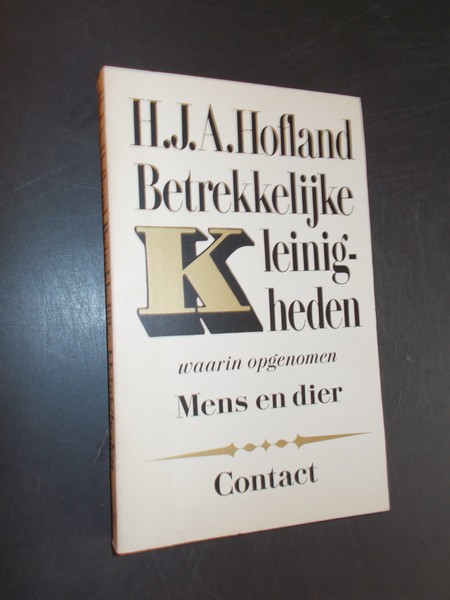 H.J.A.Hofland
Betrekkelijke
Kleinig-
heden
waarin opgenomen
Mens en dier
Contact